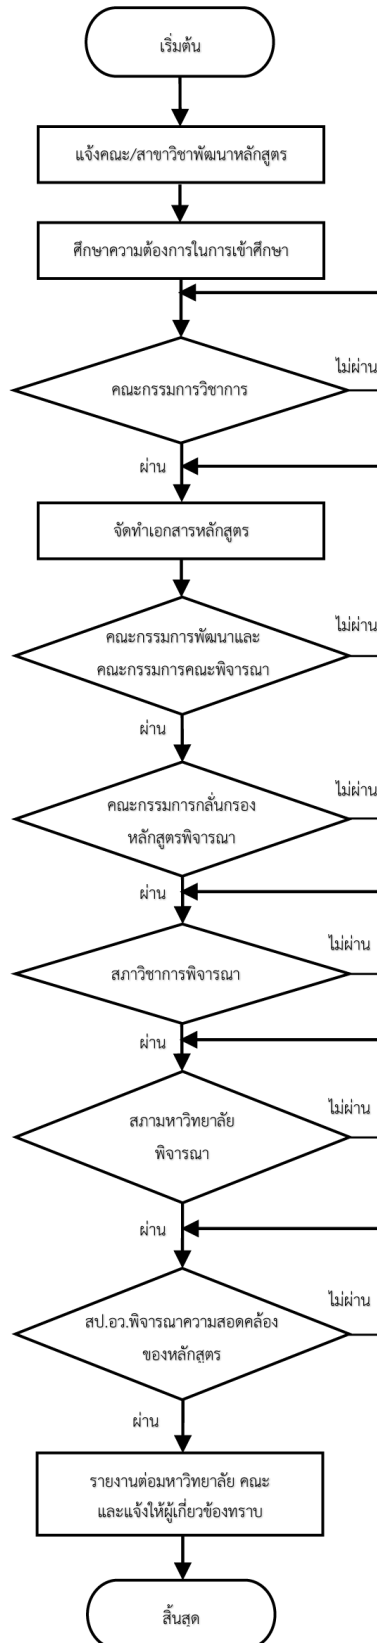 เริ่มต้น
แจ้งคณะ/สาขาวิชาพัฒนาหลักสูตร
ศึกษาความต้องการในการเข้าศึกษา
ไม่ผ่าน
คณะกรรมการวิชาการ
ผ่าน
จัดทำเอกสารหลักสูตร
ไม่ผ่าน
คณะกรรมการพัฒนาและ
คณะกรรมการคณะพิจารณา
ผ่าน
ไม่ผ่าน
คณะกรรมการกลั่นกรอง
หลักสูตรพิจารณา
ผ่าน
ไม่ผ่าน
สภาวิชาการพิจารณา
ผ่าน
ไม่ผ่าน
สภามหาวิทยาลัย
พิจารณา
ผ่าน
ไม่ผ่าน
สป.อว.พิจารณาความสอดคล้อง
ของหลักสูตร
ผ่าน
รายงานต่อมหาวิทยาลัย คณะ
และแจ้งให้ผู้เกี่ยวข้องทราบ
สิ้นสุด